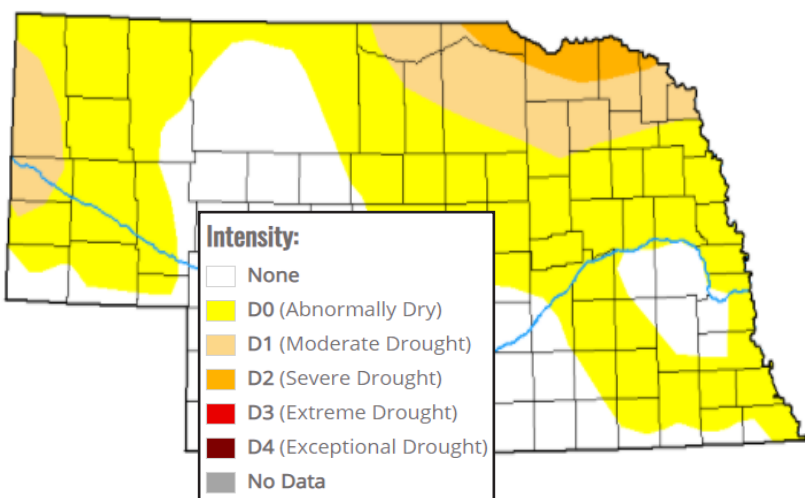 Intensity:
None
D0 (Abnormally Dry)
D1 (Moderate Drought)
D2 (Severe Drought)
D3 (Extreme Drought)
D4 (Exceptional Drought)
No Data